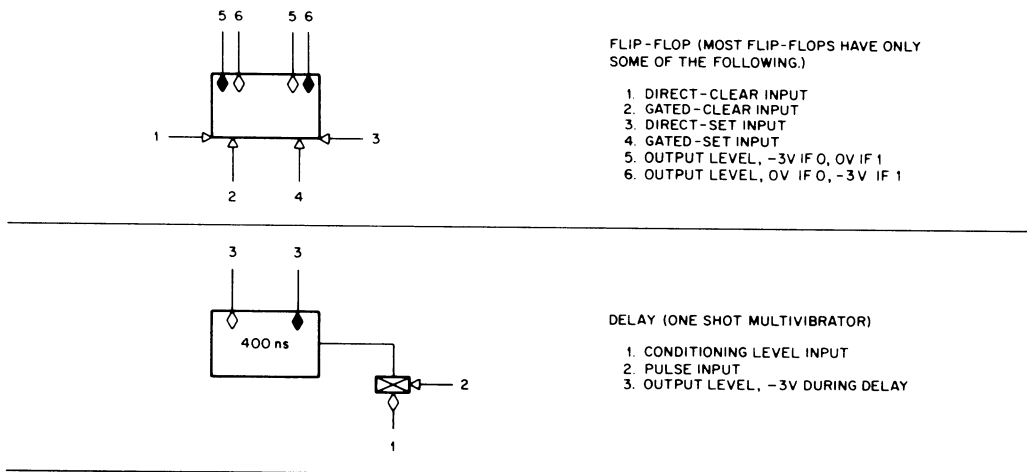 5 6 5 6
1 3
2 4
FLIP-FLOP (MOST FLIP-FLOPS HAVE ONLY
SOME OF THE FOLLOWING.)
1. DIRECT-CLEAR INPUT
2. GATED-CLEAR INPUT
3. DIRECT-SET INPUT
4. GATED-SET INPUT
5. OUTPUT LEVEL, -3V IF 0, 0V IF 1
6. OUTPUT LEVEL, 0V IF 0, -3V IF 1
3 3
400 ns
2
1
DELAY (ONE SHOT MULTIVIBRATOR)
1. CONDITIONING LEVEL INPUT
2. PULSE INPUT
3. OUTPUT LEVEL, -3V DURING DELAY